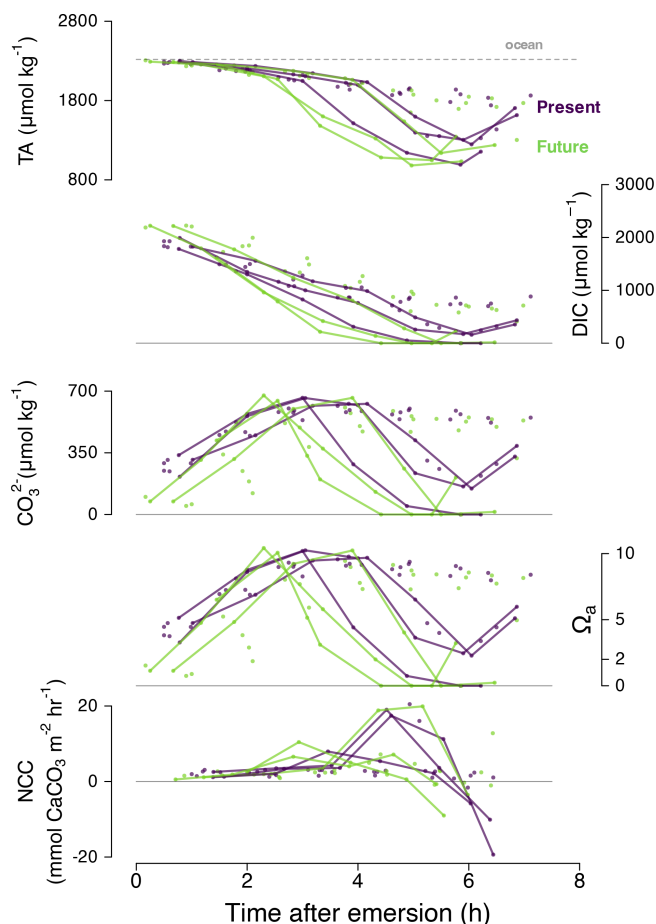 2800
1800
800
TA (µmol kg⁻¹)
ocean
Present
Future
3000
2000
1000
0
DIC (µmol kg⁻¹)
700
350
0
CO₃²⁻(µmol kg⁻¹)
10
5
2
0
Ωₐ
20
0
-20
NCC
(mmol CaCO₃ m⁻² hr⁻¹)
0 2 4 6 8
Time after emersion (h)